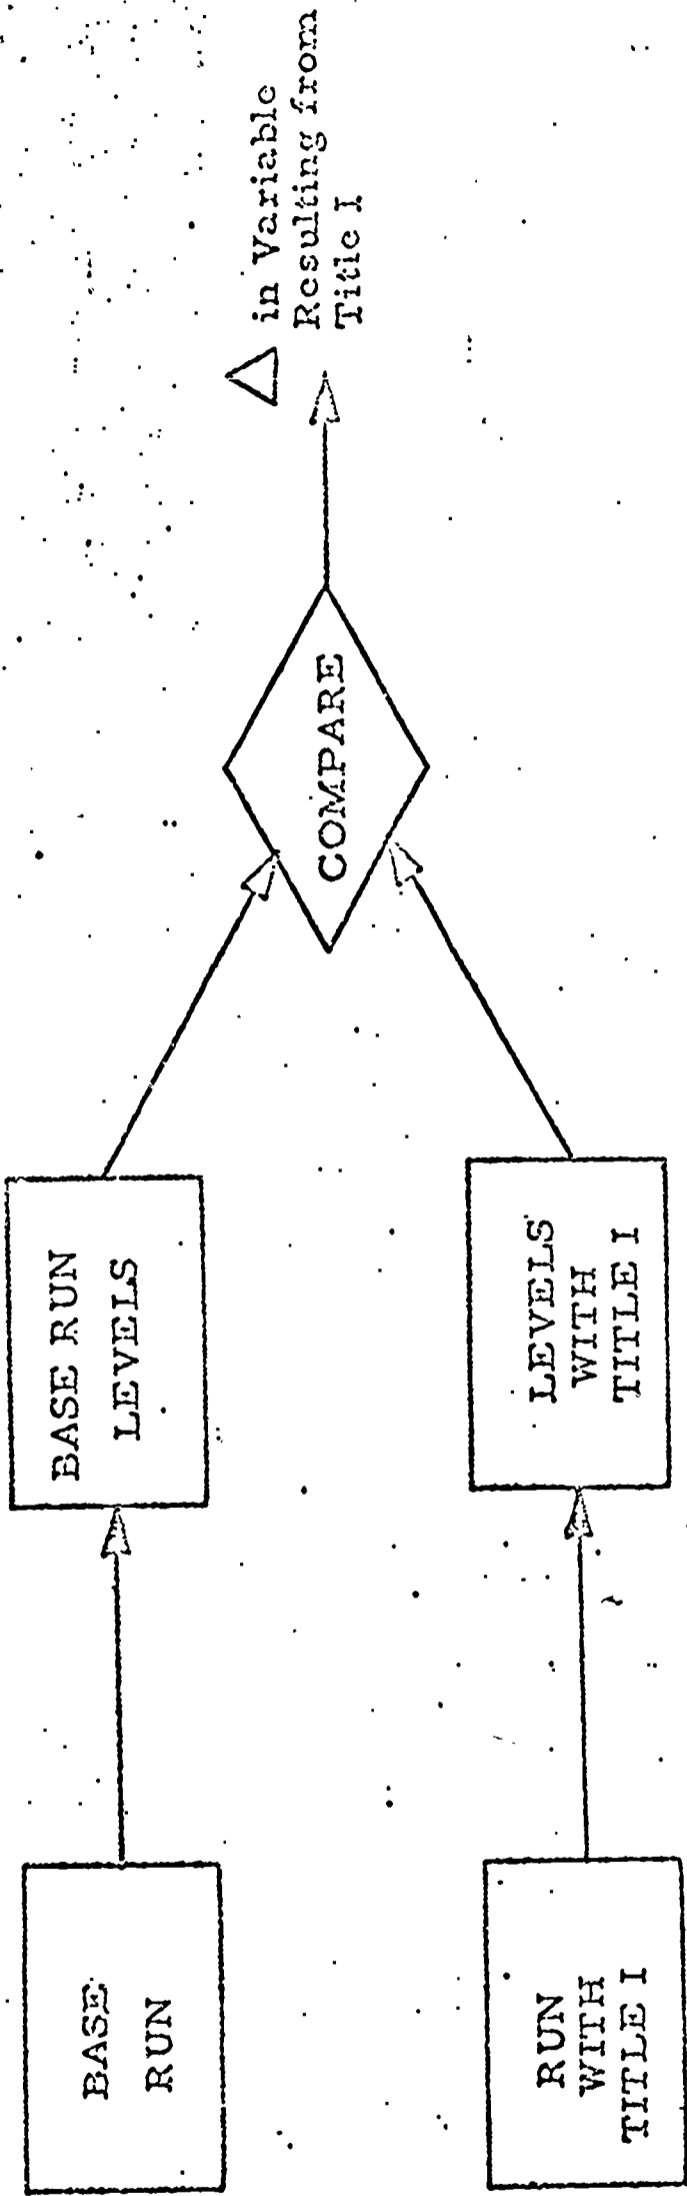 BASE
RUN
BASE RUN
LEVELS
RUN
WITH
TITLE I
LEVELS
WITH
TITLE I
COMPARE
Δ in Variable
Resulting from
Title I